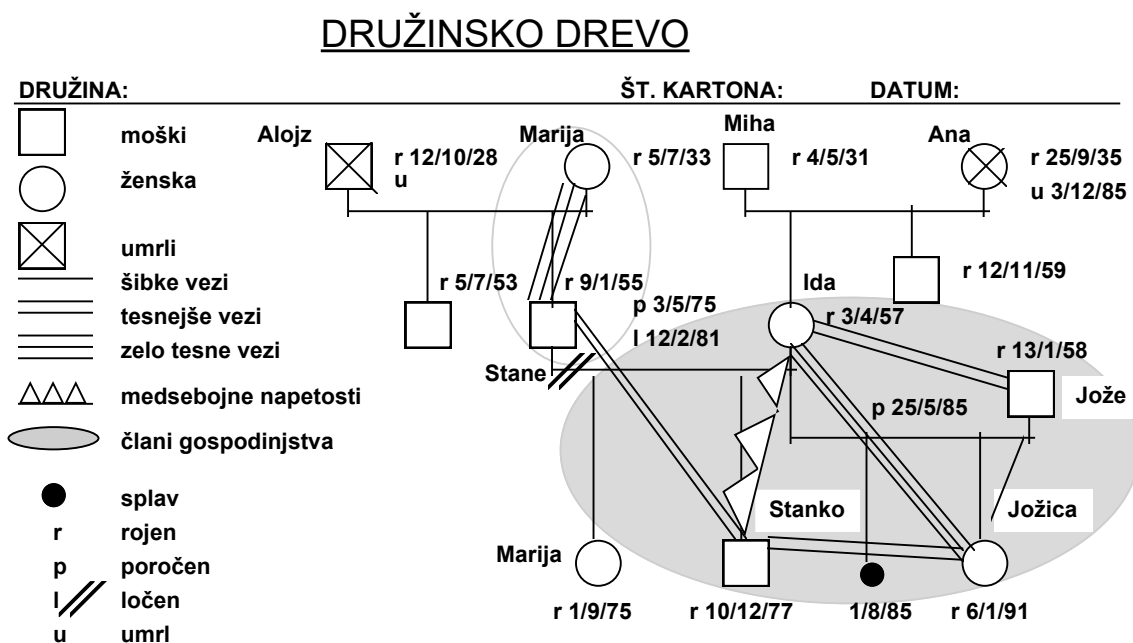 DRUŽINSKO DREVO
DRUŽINA: ŠT. KARTONA: DATUM:
moški
ženska
umrli
šibke vezi
tesnejše vezi
zelo tesne vezi
medsebojne napetosti
člani gospodinjstva
splav
r rojen
p poročen
l ločen
u umrl
Alojz
r 12/10/28
u
Marija
r 5/7/33
Miha
r 4/5/31
Ana
r 25/9/35
u 3/12/85
r 5/7/53
r 9/1/55
Stane
p 3/5/75
l 12/2/81
Ida
r 3/4/57
r 12/11/59
r 13/1/58
Jože
p 25/5/85
Marija
r 1/9/75
Stanko
r 10/12/77
1/8/85
Jožica
r 6/1/91